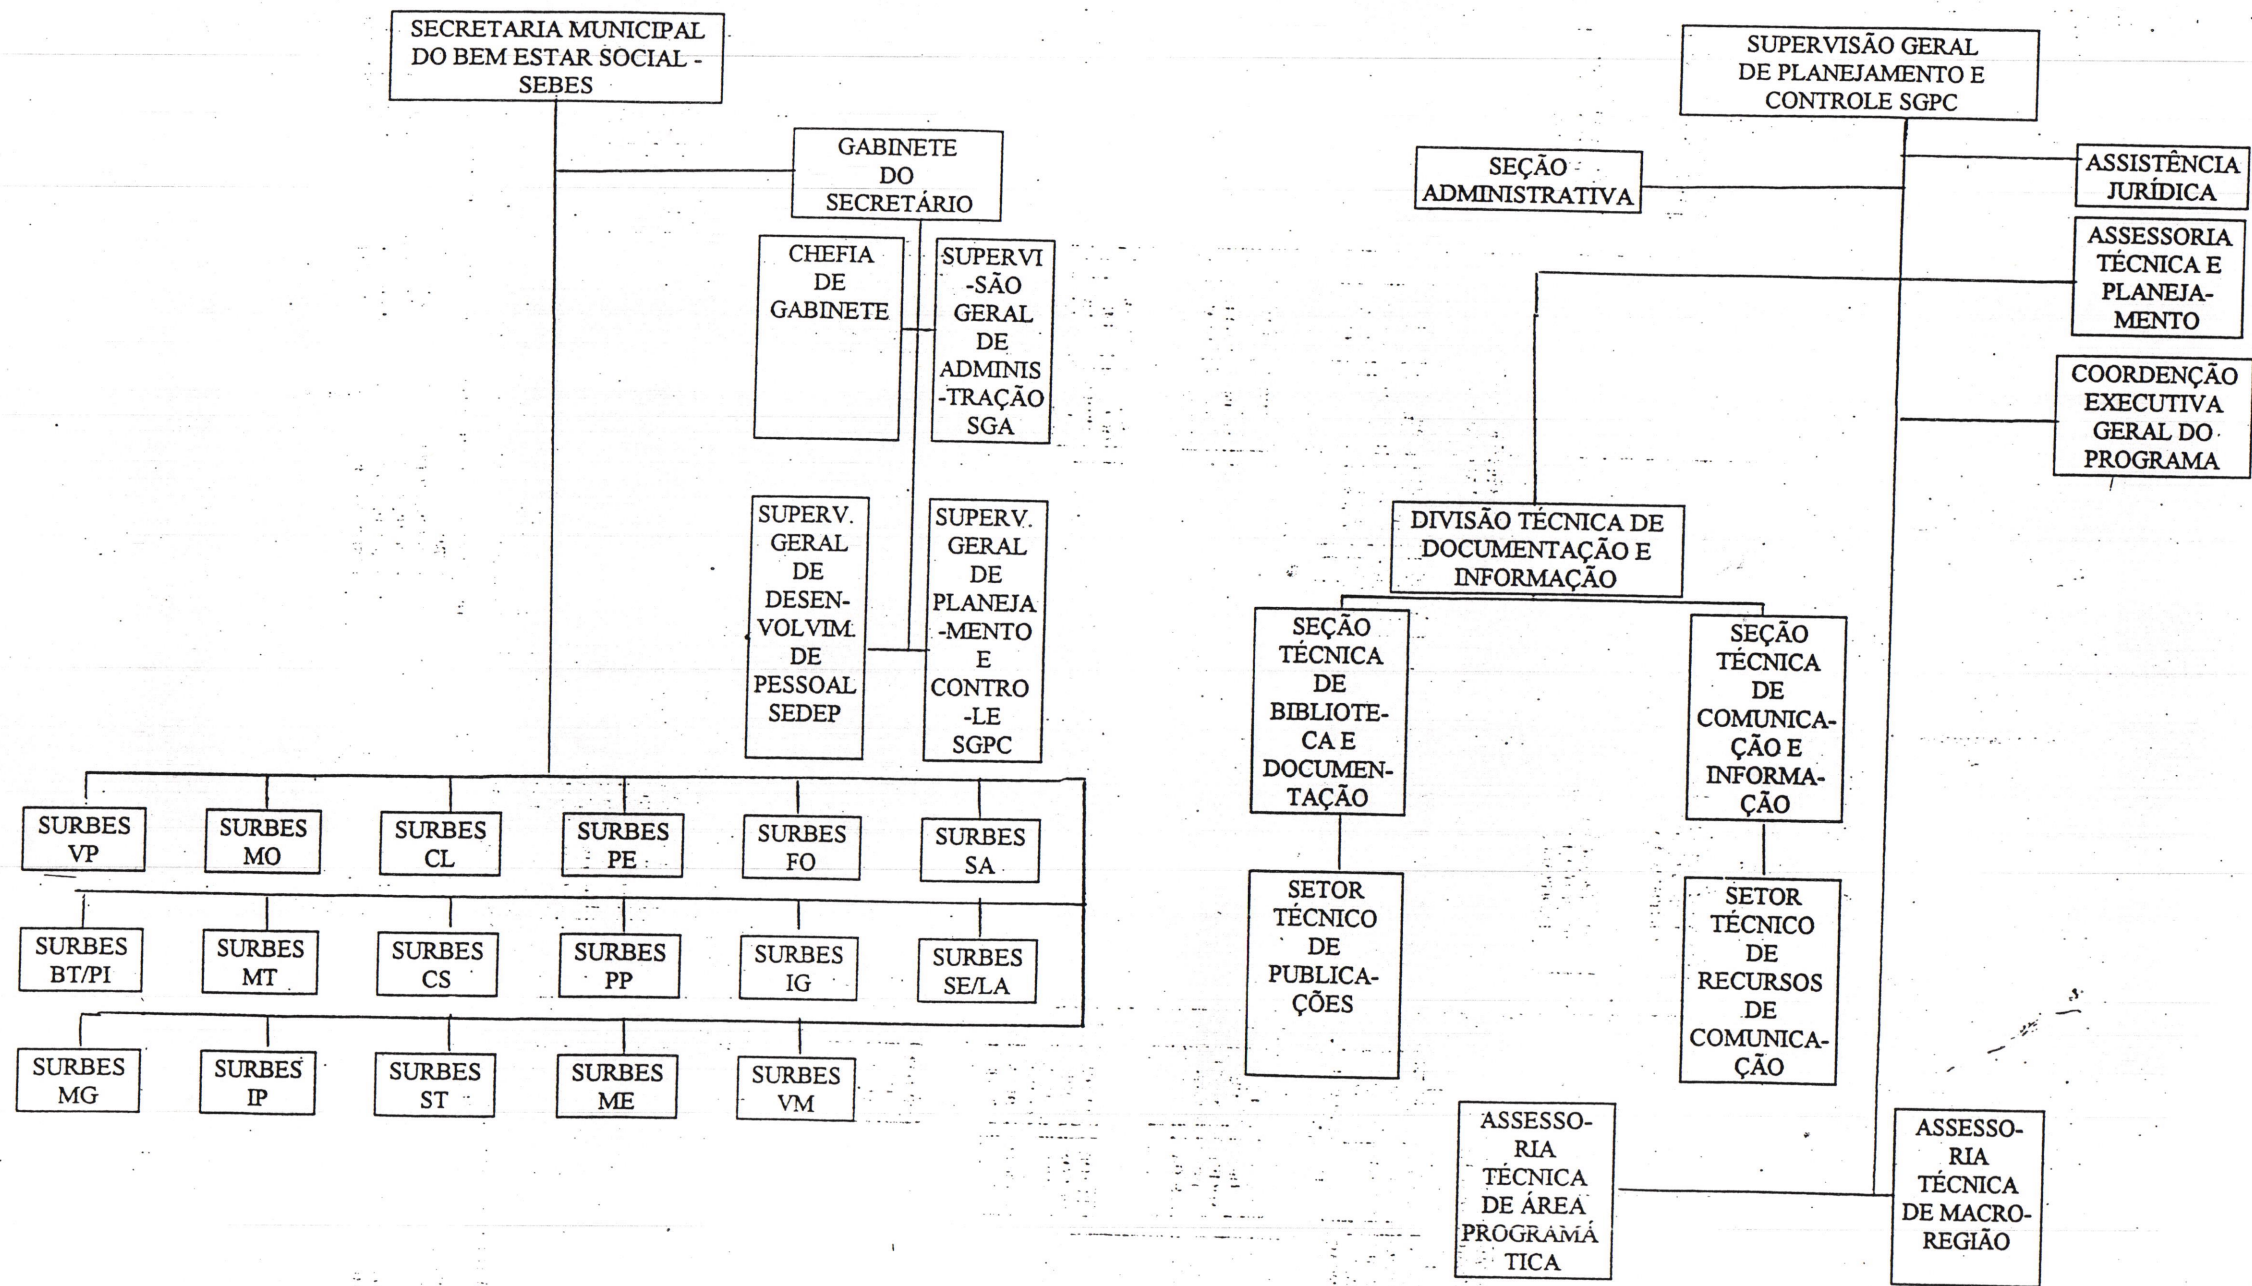 SECRETARIA MUNICIPAL
DO BEM ESTAR SOCIAL -
SEBES
GABINETE
DO
SECRETÁRIO
CHEFIA
DE
GABINETE
SUPERVI
-SÃO
GERAL
DE
ADMINIS
-TRAÇÃO
SGA
SUPERV.
GERAL
DE
DESEN-
VOLVIM.
DE
PESSOAL
SEDEP
SUPERV.
GERAL
DE
PLANEJA
-MENTO
E
CONTRO
-LE
SGPC
SURBES
VP
SURBES
MO
SURBES
CL
SURBES
PE
SURBES
FO
SURBES
SA
SURBES
BT/PI
SURBES
MT
SURBES
CS
SURBES
PP
SURBES
IG
SURBES
SE/LA
SURBES
MG
SURBES
IP
SURBES
ST
SURBES
ME
SURBES
VM
SUPERVISÃO GERAL
DE PLANEJAMENTO E
CONTROLE SGPC
SEÇÃO
ADMINISTRATIVA
ASSISTÊNCIA
JURÍDICA
ASSESSORIA
TÉCNICA E
PLANEJA-
MENTO
COORDENÇÃO
EXECUTIVA
GERAL DO
PROGRAMA
DIVISÃO TÉCNICA DE
DOCUMENTAÇÃO E
INFORMAÇÃO
SEÇÃO
TÉCNICA
DE
BIBLIOTE-
CA E
DOCUMEN-
TAÇÃO
SEÇÃO
TÉCNICA
DE
COMUNICA-
ÇÃO E
INFORMA-
ÇÃO
SETOR
TÉCNICO
DE
PUBLICA-
ÇÕES
SETOR
TÉCNICO
DE
RECURSOS
DE
COMUNICA-
ÇÃO
ASSESSO-
RIA
TÉCNICA
DE ÁREA
PROGRAMÁ
TICA
ASSESSO-
RIA
TÉCNICA
DE MACRO-
REGIÃO